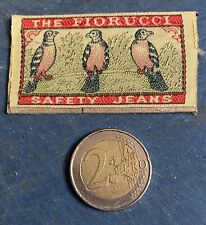 THE FIORUCCI
SAFETY JEANS
2
EURO